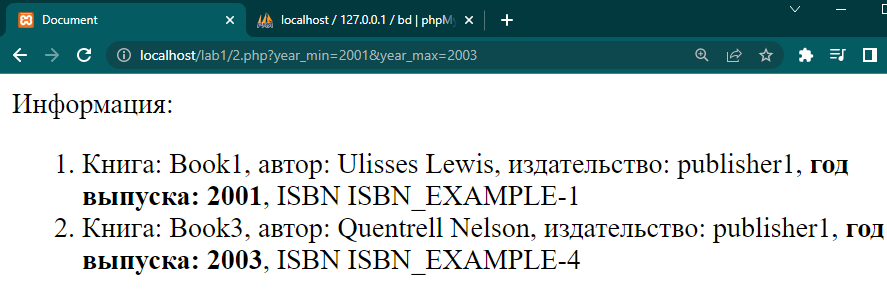 Document
localhost / 127.0.0.1 / bd | phpMy
localhost/lab1/2.php?year_min=2001&year_max=2003
Информация:
1. Книга: Book1, автор: Ulisses Lewis, издательство: publisher1, год
выпуска: 2001, ISBN ISBN_EXAMPLE-1
2. Книга: Book3, автор: Quentrell Nelson, издательство: publisher1, год
выпуска: 2003, ISBN ISBN_EXAMPLE-4